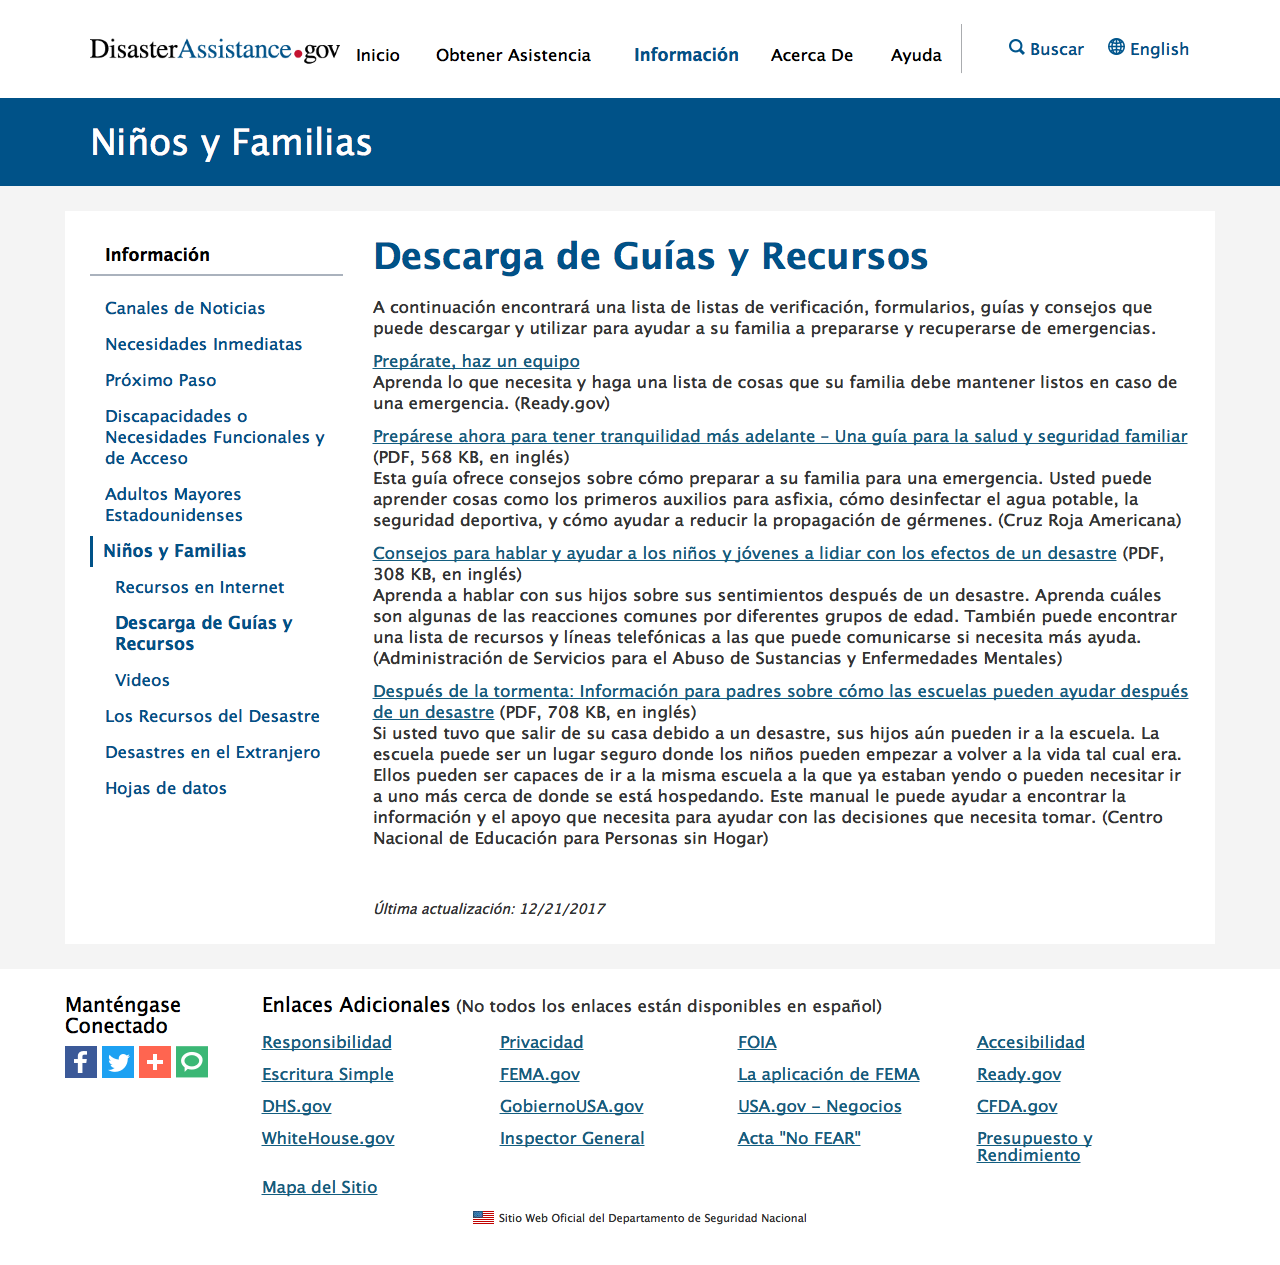 DisasterAssistance.gov
Inicio
Obtener Asistencia
Información
Acerca De
Ayuda
Buscar
English
Niños y Familias
Información
Canales de Noticias
Necesidades Inmediatas
Próximo Paso
Discapacidades o
Necesidades Funcionales y
de Acceso
Adultos Mayores
Estadounidenses
Niños y Familias
Recursos en Internet
Descarga de Guías y
Recursos
Videos
Los Recursos del Desastre
Desastres en el Extranjero
Hojas de datos
Descarga de Guías y Recursos
A continuación encontrará una lista de listas de verificación, formularios, guías y consejos que
puede descargar y utilizar para ayudar a su familia a prepararse y recuperarse de emergencias.
Prepárate, haz un equipo
Aprenda lo que necesita y haga una lista de cosas que su familia debe mantener listos en caso de
una emergencia. (Ready.gov)
Prepárese ahora para tener tranquilidad más adelante – Una guía para la salud y seguridad familiar
(PDF, 568 KB, en inglés)
Esta guía ofrece consejos sobre cómo preparar a su familia para una emergencia. Usted puede
aprender cosas como los primeros auxilios para asfixia, cómo desinfectar el agua potable, la
seguridad deportiva, y cómo ayudar a reducir la propagación de gérmenes. (Cruz Roja Americana)
Consejos para hablar y ayudar a los niños y jóvenes a lidiar con los efectos de un desastre (PDF,
308 KB, en inglés)
Aprenda a hablar con sus hijos sobre sus sentimientos después de un desastre. Aprenda cuáles
son algunas de las reacciones comunes por diferentes grupos de edad. También puede encontrar
una lista de recursos y líneas telefónicas a las que puede comunicarse si necesita más ayuda.
(Administración de Servicios para el Abuso de Sustancias y Enfermedades Mentales)
Después de la tormenta: Información para padres sobre cómo las escuelas pueden ayudar después
de un desastre (PDF, 708 KB, en inglés)
Si usted tuvo que salir de su casa debido a un desastre, sus hijos aún pueden ir a la escuela. La
escuela puede ser un lugar seguro donde los niños pueden empezar a volver a la vida tal cual era.
Ellos pueden ser capaces de ir a la misma escuela a la que ya estaban yendo o pueden necesitar ir
a uno más cerca de donde se está hospedando. Este manual le puede ayudar a encontrar la
información y el apoyo que necesita para ayudar con las decisiones que necesita tomar. (Centro
Nacional de Educación para Personas sin Hogar)
Última actualización: 12/21/2017
Manténgase
Conectado
Enlaces Adicionales (No todos los enlaces están disponibles en español)
Responsibilidad
Privacidad
FOIA
Accesibilidad
Escritura Simple
FEMA.gov
La aplicación de FEMA
Ready.gov
DHS.gov
GobiernoUSA.gov
USA.gov – Negocios
CFDA.gov
WhiteHouse.gov
Inspector General
Acta "No FEAR"
Presupuesto y
Rendimiento
Mapa del Sitio
Sitio Web Oficial del Departamento de Seguridad Nacional